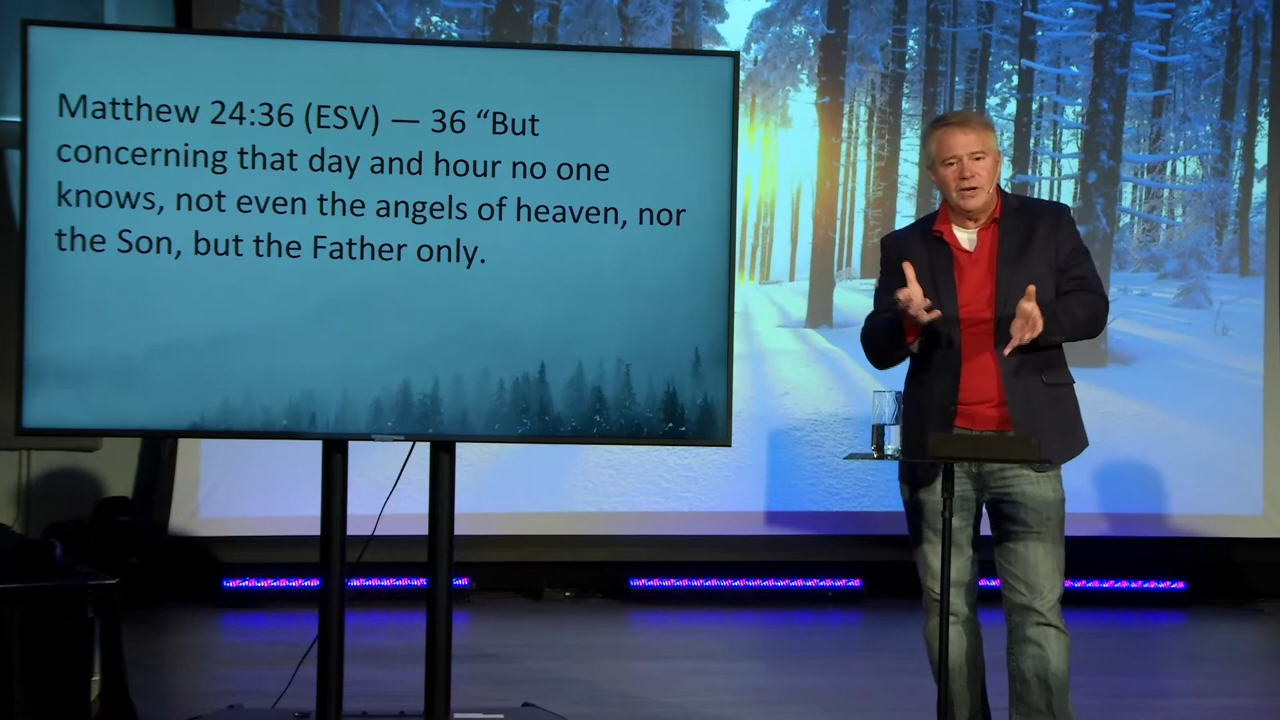 Matthew 24:36 (ESV) — 36 “But
concerning that day and hour no one
knows, not even the angels of heaven, nor
the Son, but the Father only.